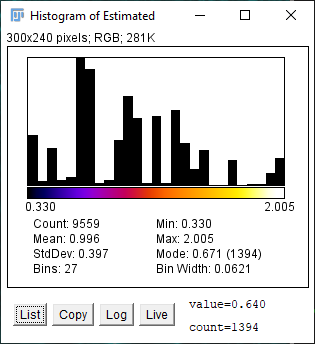 Histogram of Estimated
300x240 pixels; RGB; 281K
0.330 2.005
Count: 9559 Min: 0.330
Mean: 0.996 Max: 2.005
StdDev: 0.397 Mode: 0.671 (1394)
Bins: 27 Bin Width: 0.0621
List Copy Log Live value=0.640
count=1394